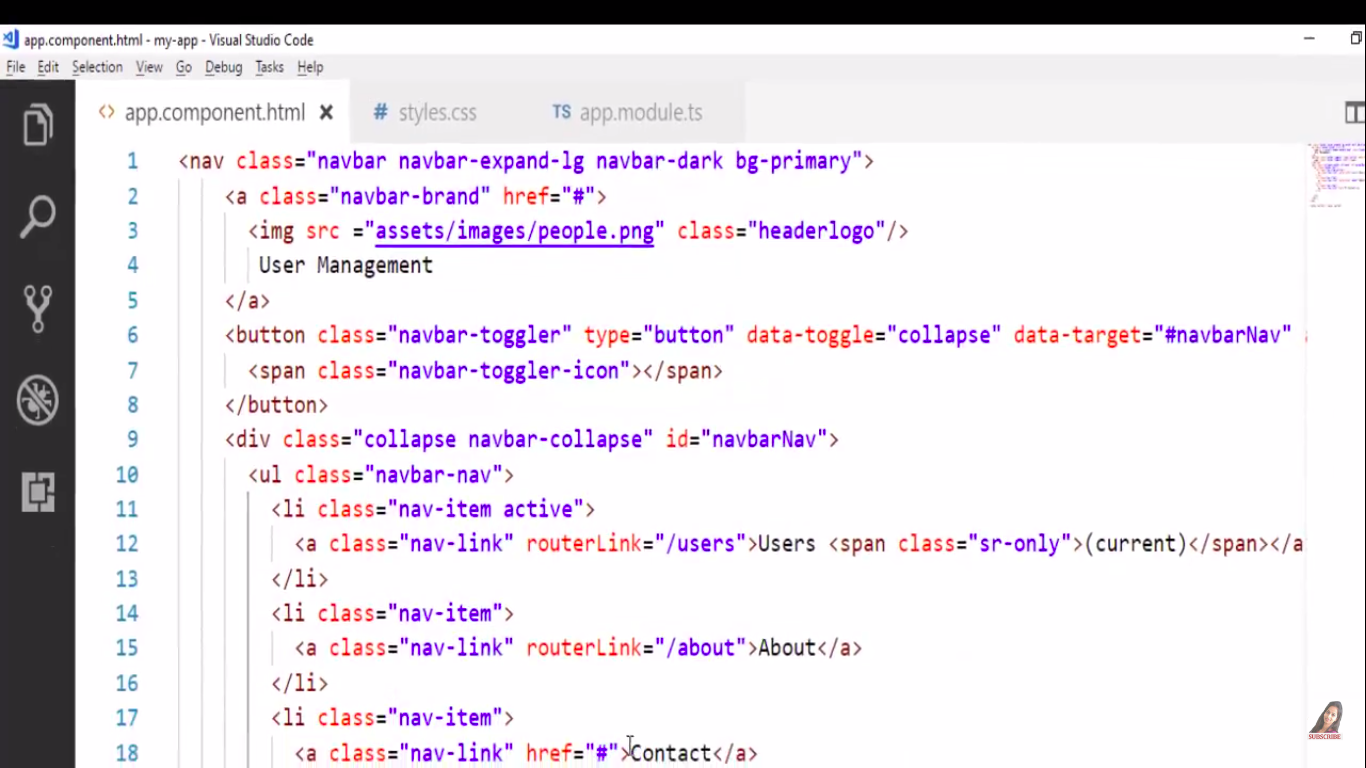 app.component.html - my-app - Visual Studio Code
File Edit Selection View Go Debug Tasks Help
<> app.component.html × # styles.css TS app.module.ts
1 <nav class="navbar navbar-expand-lg navbar-dark bg-primary">
2 <a class="navbar-brand" href="#">
3 <img src ="assets/images/people.png" class="headerlogo"/>
4 User Management
5 </a>
6 <button class="navbar-toggler" type="button" data-toggle="collapse" data-target="#navbarNav"
7 <span class="navbar-toggler-icon"></span>
8 </button>
9 <div class="collapse navbar-collapse" id="navbarNav">
10 <ul class="navbar-nav">
11 <li class="nav-item active">
12 <a class="nav-link" routerLink="/users">Users <span class="sr-only">(current)</span></a
13 </li>
14 <li class="nav-item">
15 <a class="nav-link" routerLink="/about">About</a>
16 </li>
17 <li class="nav-item">
18 <a class="nav-link" href="#">Contact</a>
SUBSCRIBE